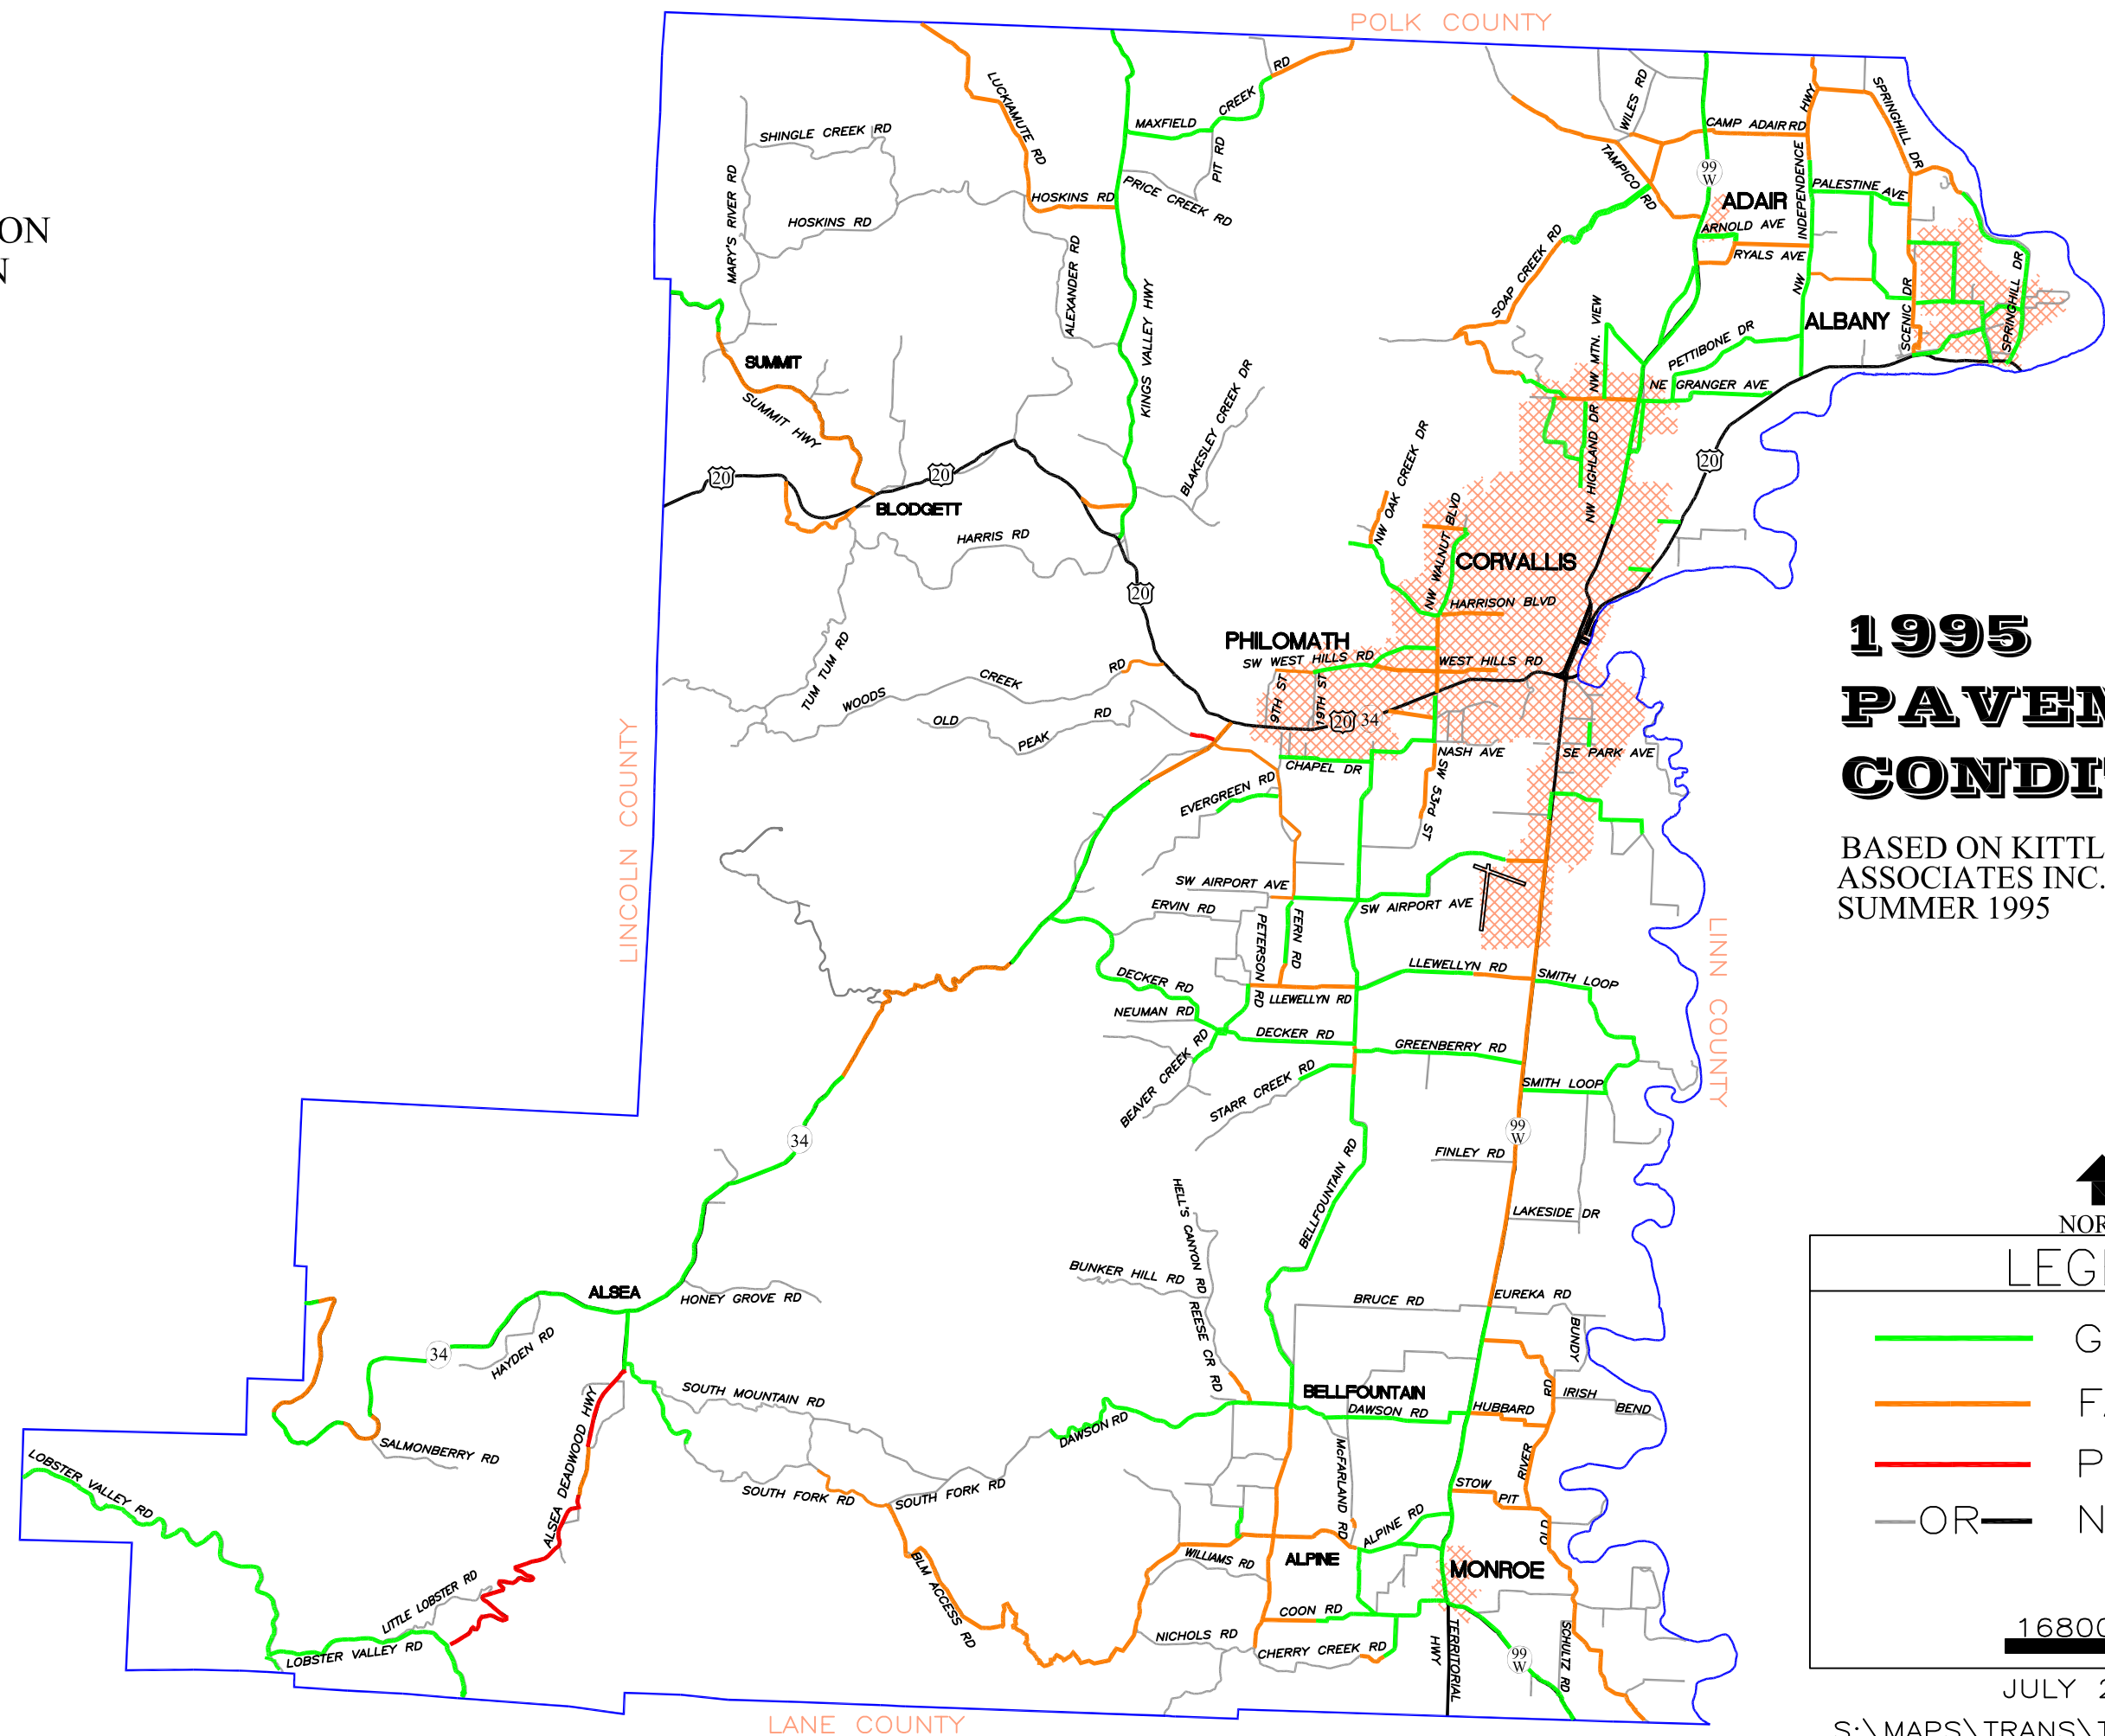 ON
N
POLK COUNTY
LUCKIAMUTE RD
MAXFIELD CREEK RD
PIT RD
PRICE CREEK RD
HOSKINS RD
SHINGLE CREEK RD
MARY'S RIVER RD
HOSKINS RD
ALEXANDER RD
KINGS VALLEY HWY
WILES RD
CAMP ADAIR RD
TAMPICO RD
99
W
ADAIR
ARNOLD AVE
RYALS AVE
INDEPENDENCE HWY
NW
PALESTINE AVE
SPRINGHILL DR
SOAP CREEK RD
NW MTN. VIEW
PETTIBONE DR
ALBANY
SCENIC DR
SPRINGHILL DR
NE GRANGER AVE
NW HIGHLAND DR
SUMMIT
SUMMIT HWY
20
20
BLODGETT
HARRIS RD
BLAKESLEY CREEK DR
NW OAK CREEK DR
NW WALNUT BLVD
20
CORVALLIS
HARRISON BLVD
20
PHILOMATH
SW WEST HILLS RD
WEST HILLS RD
9TH ST
19TH ST
20
34
TUM TUM RD
WOODS CREEK RD
OLD PEAK RD
CHAPEL DR
NASH AVE
SE PARK AVE
SW 53rd ST
EVERGREEN RD
1995
PAVEM
CONDIT
BASED ON KITTL
ASSOCIATES INC.
SUMMER 1995
LINCOLN COUNTY
LINN COUNTY
SW AIRPORT AVE
SW AIRPORT AVE
ERVIN RD
PETERSON RD
FERN RD
LLEWELLYN RD
LLEWELLYN RD
SMITH LOOP
DECKER RD
NEUMAN RD
DECKER RD
GREENBERRY RD
BEAVER CREEK RD
STARR CREEK RD
SMITH LOOP
34
99
W
FINLEY RD
BELLFOUNTAIN RD
LAKESIDE DR
HELL'S CANYON RD
BUNKER HILL RD
REESE CR RD
BRUCE RD
EUREKA RD
BUNDY
ALSEA
HONEY GROVE RD
34
HAYDEN RD
SOUTH MOUNTAIN RD
BELLFOUNTAIN
DAWSON RD
DAWSON RD
HUBBARD
IRISH BEND
RD
SALMONBERRY RD
ALSEA DEADWOOD HWY
SOUTH FORK RD
SOUTH FORK RD
McFARLAND RD
STOW PIT
RIVER
OLD
LOBSTER VALLEY RD
ALPINE RD
WILLIAMS RD
ALPINE
MONROE
LITTLE LOBSTER RD
LOBSTER VALLEY RD
BLM ACCESS RD
COON RD
NICHOLS RD
CHERRY CREEK RD
TERRITORIAL
HWY
99
W
SCHULTZ RD
LANE COUNTY
NOR
LEGE
G
F
P
OR
N
16800
JULY 2
S:\MAPS\TRANS\T